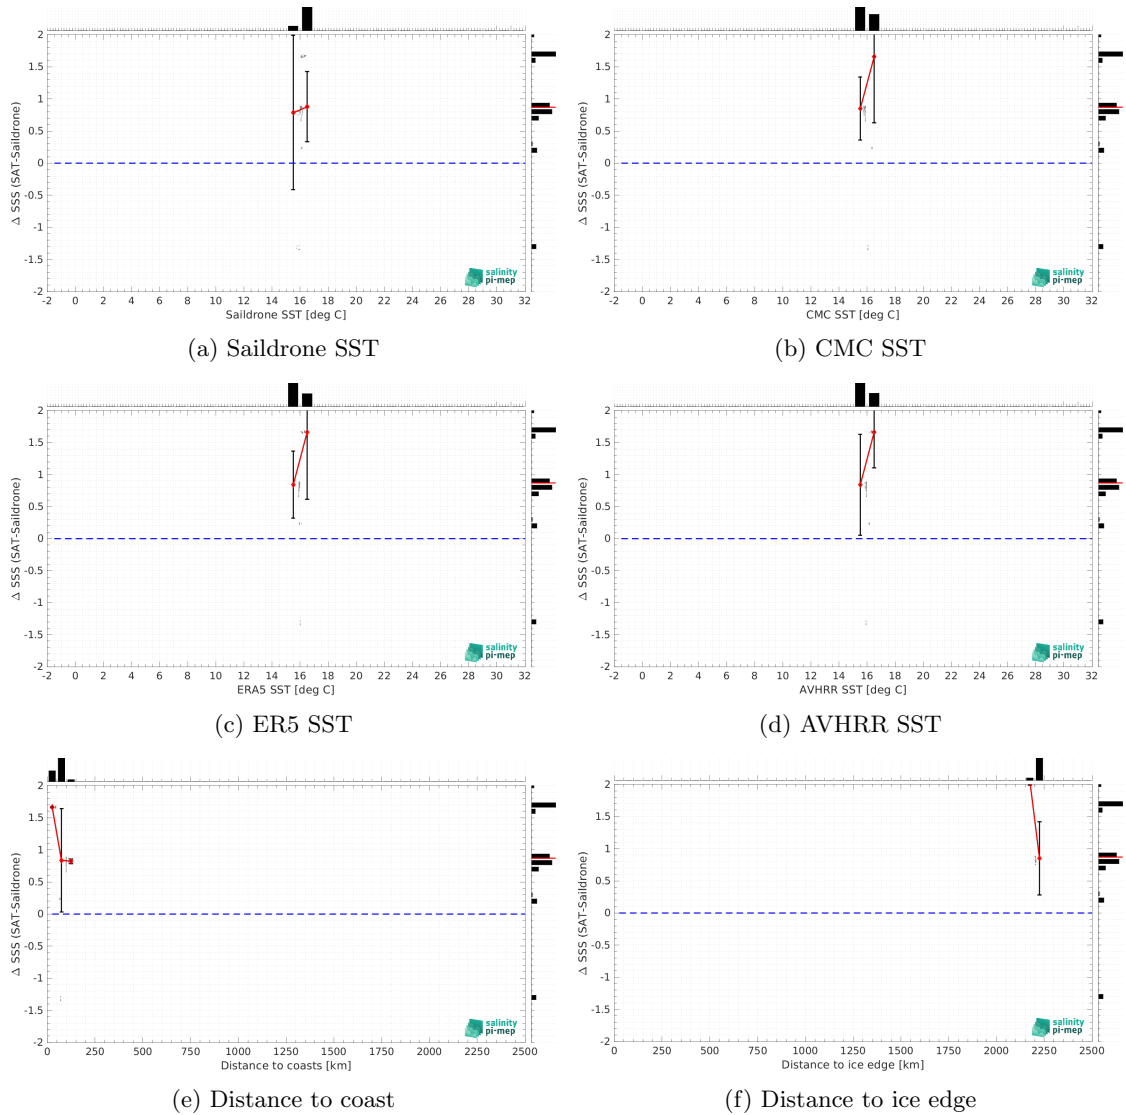 2
1.5
1
0.5
0
-0.5
-1
-1.5
-2
Δ SSS (SAT-Saildrone)
-2 0 2 4 6 8 10 12 14 16 18 20 22 24 26 28 30 32
Saildrone SST [deg C]
salinity
pi-mep
(a) Saildrone SST
2
1.5
1
0.5
0
-0.5
-1
-1.5
-2
Δ SSS (SAT-Saildrone)
-2 0 2 4 6 8 10 12 14 16 18 20 22 24 26 28 30 32
CMC SST [deg C]
salinity
pi-mep
(b) CMC SST
2
1.5
1
0.5
0
-0.5
-1
-1.5
-2
Δ SSS (SAT-Saildrone)
-2 0 2 4 6 8 10 12 14 16 18 20 22 24 26 28 30 32
ERA5 SST [deg C]
salinity
pi-mep
(c) ER5 SST
2
1.5
1
0.5
0
-0.5
-1
-1.5
-2
Δ SSS (SAT-Saildrone)
-2 0 2 4 6 8 10 12 14 16 18 20 22 24 26 28 30 32
AVHRR SST [deg C]
salinity
pi-mep
(d) AVHRR SST
2
1.5
1
0.5
0
-0.5
-1
-1.5
-2
Δ SSS (SAT-Saildrone)
0 250 500 750 1000 1250 1500 1750 2000 2250 2500
Distance to coasts [km]
salinity
pi-mep
(e) Distance to coast
2
1.5
1
0.5
0
-0.5
-1
-1.5
-2
Δ SSS (SAT-Saildrone)
0 250 500 750 1000 1250 1500 1750 2000 2250 2500
Distance to ice edge [km]
salinity
pi-mep
(f) Distance to ice edge